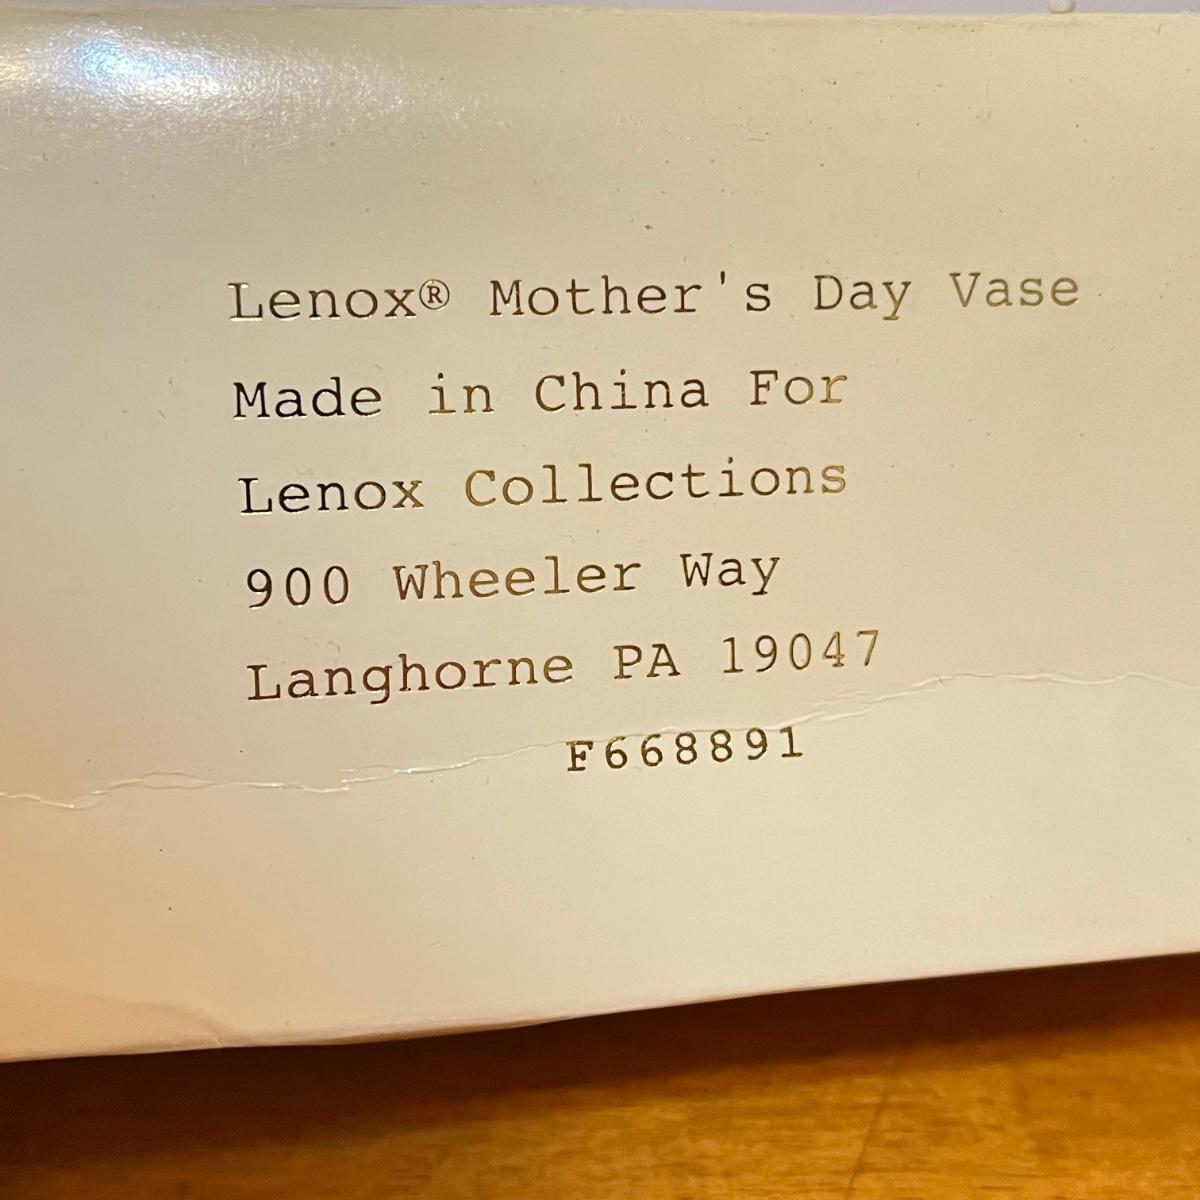 Lenox® Mother's Day Vase
Made in China For
Lenox Collections
900 Wheeler Way
Langhorne PA 19047
F668891